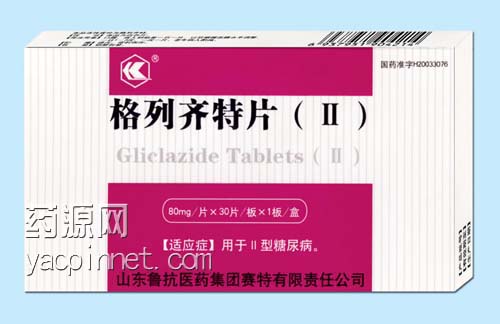 国药准字H20033076
®
格列齐特片（Ⅱ）
Gliclazide Tablets（Ⅱ）
80mg/片×30片/板×1板/盒
【适应症】用于Ⅱ型糖尿病。
药源网
yaopinnet.com
山东鲁抗医药集团赛特有限责任公司